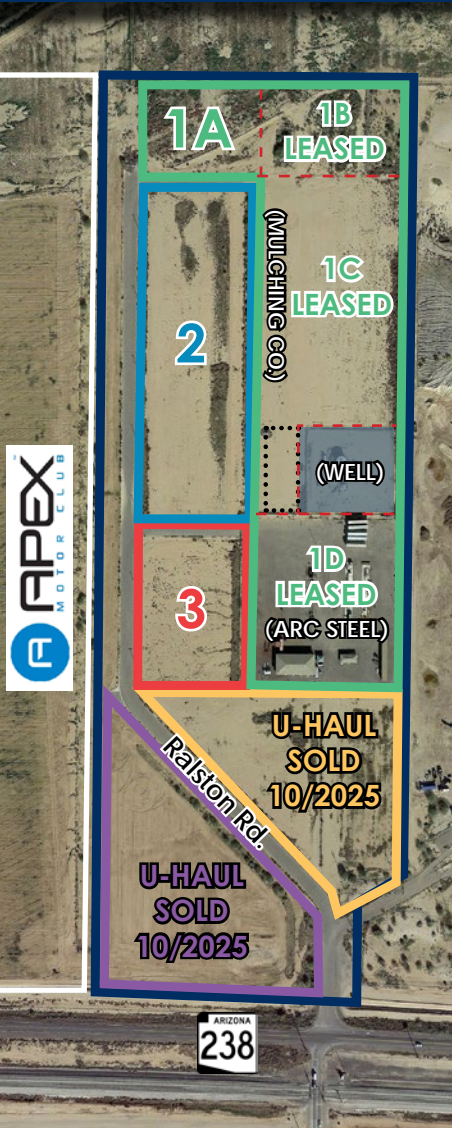 1A
1B
LEASED
(MULCHING CO)
1C
LEASED
2
(WELL)
APEX
MOTOR CLUB
1D
LEASED
(ARC STEEL)
3
U-HAUL
SOLD
10/2025
Ralston Rd.
U-HAUL
SOLD
10/2025
ARIZONA
238